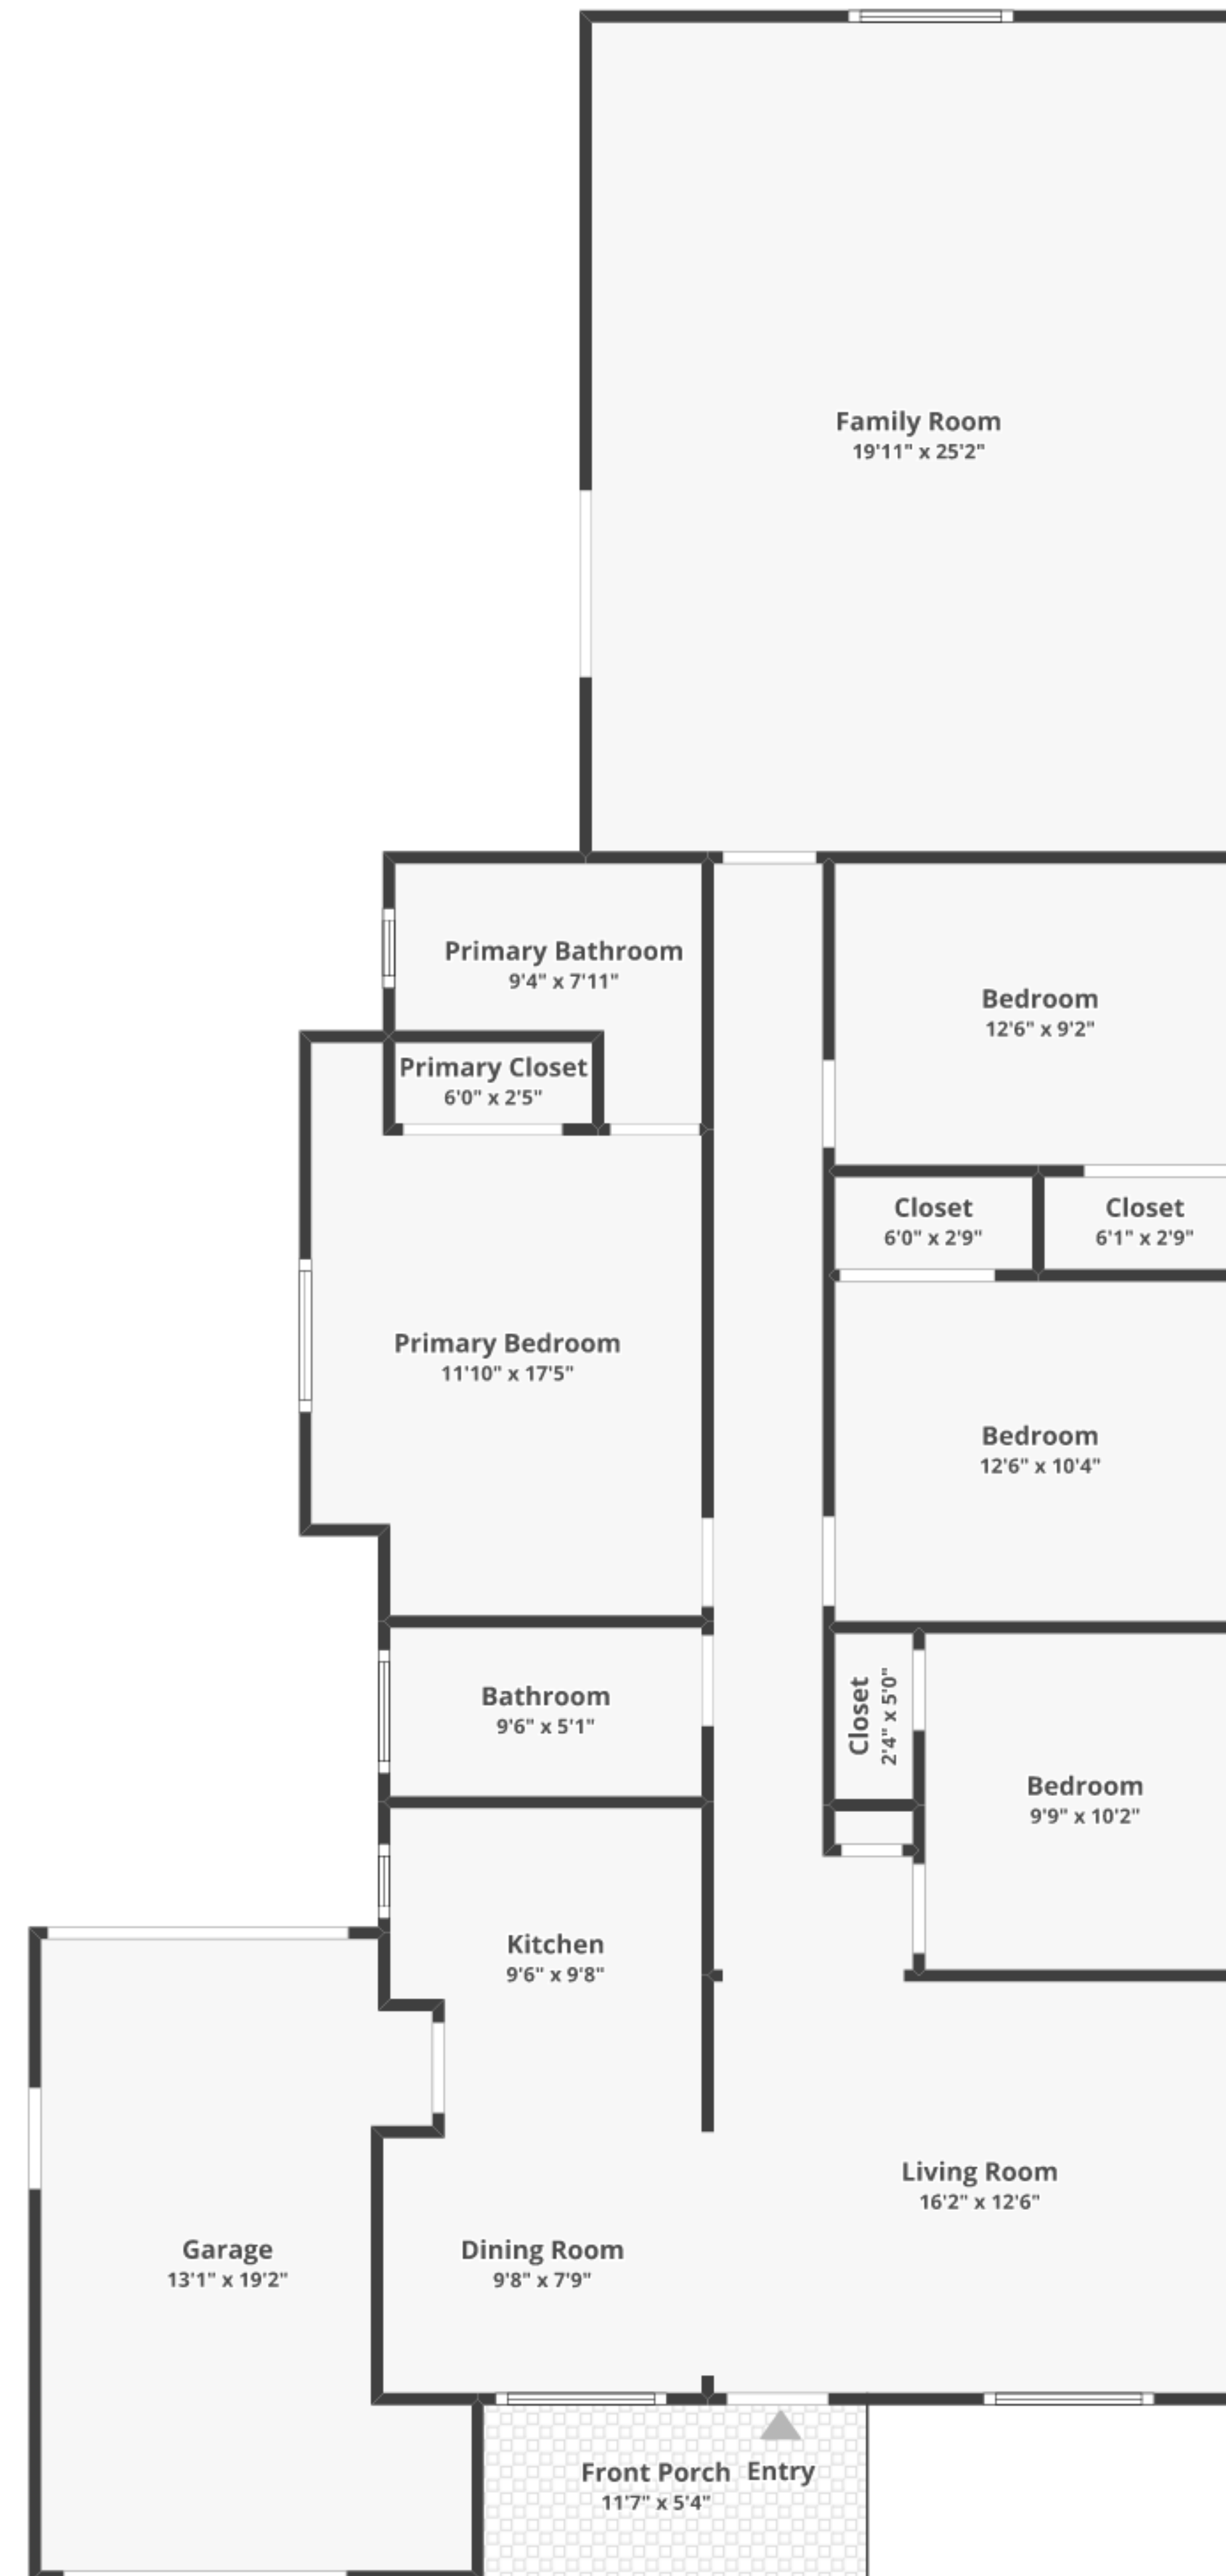 Family Room
19'11" x 25'2"
Primary Bathroom
9'4" x 7'11"
Bedroom
12'6" x 9'2"
Primary Closet
6'0" x 2'5"
Closet
6'0" x 2'9"
Closet
6'1" x 2'9"
Primary Bedroom
11'10" x 17'5"
Bedroom
12'6" x 10'4"
Bathroom
9'6" x 5'1"
Closet
2'4" x 5'0"
Bedroom
9'9" x 10'2"
Kitchen
9'6" x 9'8"
Living Room
16'2" x 12'6"
Garage
13'1" x 19'2"
Dining Room
9'8" x 7'9"
Front Porch
11'7" x 5'4"
Entry